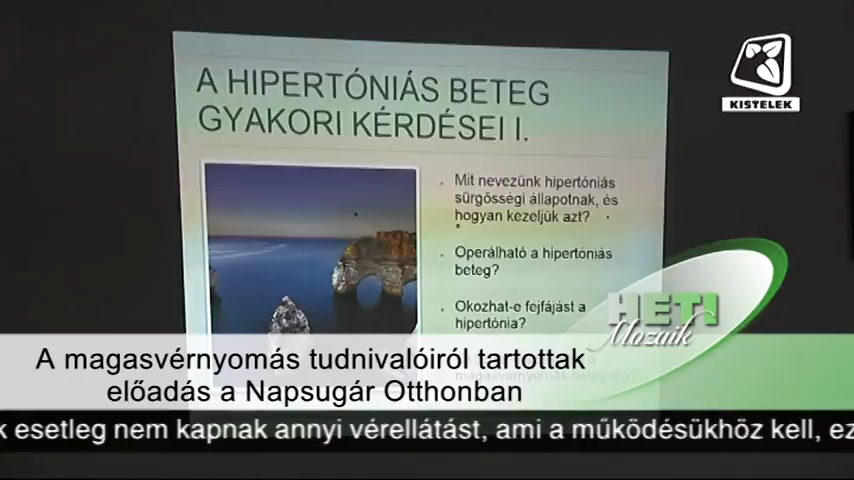 KISTELEK
A HIPERTÓNIÁS BETEG
GYAKORI KÉRDÉSEI I.
Mit nevezünk hipertóniás
sürgősségi állapotnak, és
hogyan kezeljük azt?
Operálható a hipertóniás
beteg?
Okozhat-e fejfájást a
hipertónia?
HETI
Mozaik
A magasvérnyomás tudnivalóiról tartottak
előadás a Napsugár Otthonban
k esetleg nem kapnak annyi vérellátást, ami a működésükhöz kell, ez